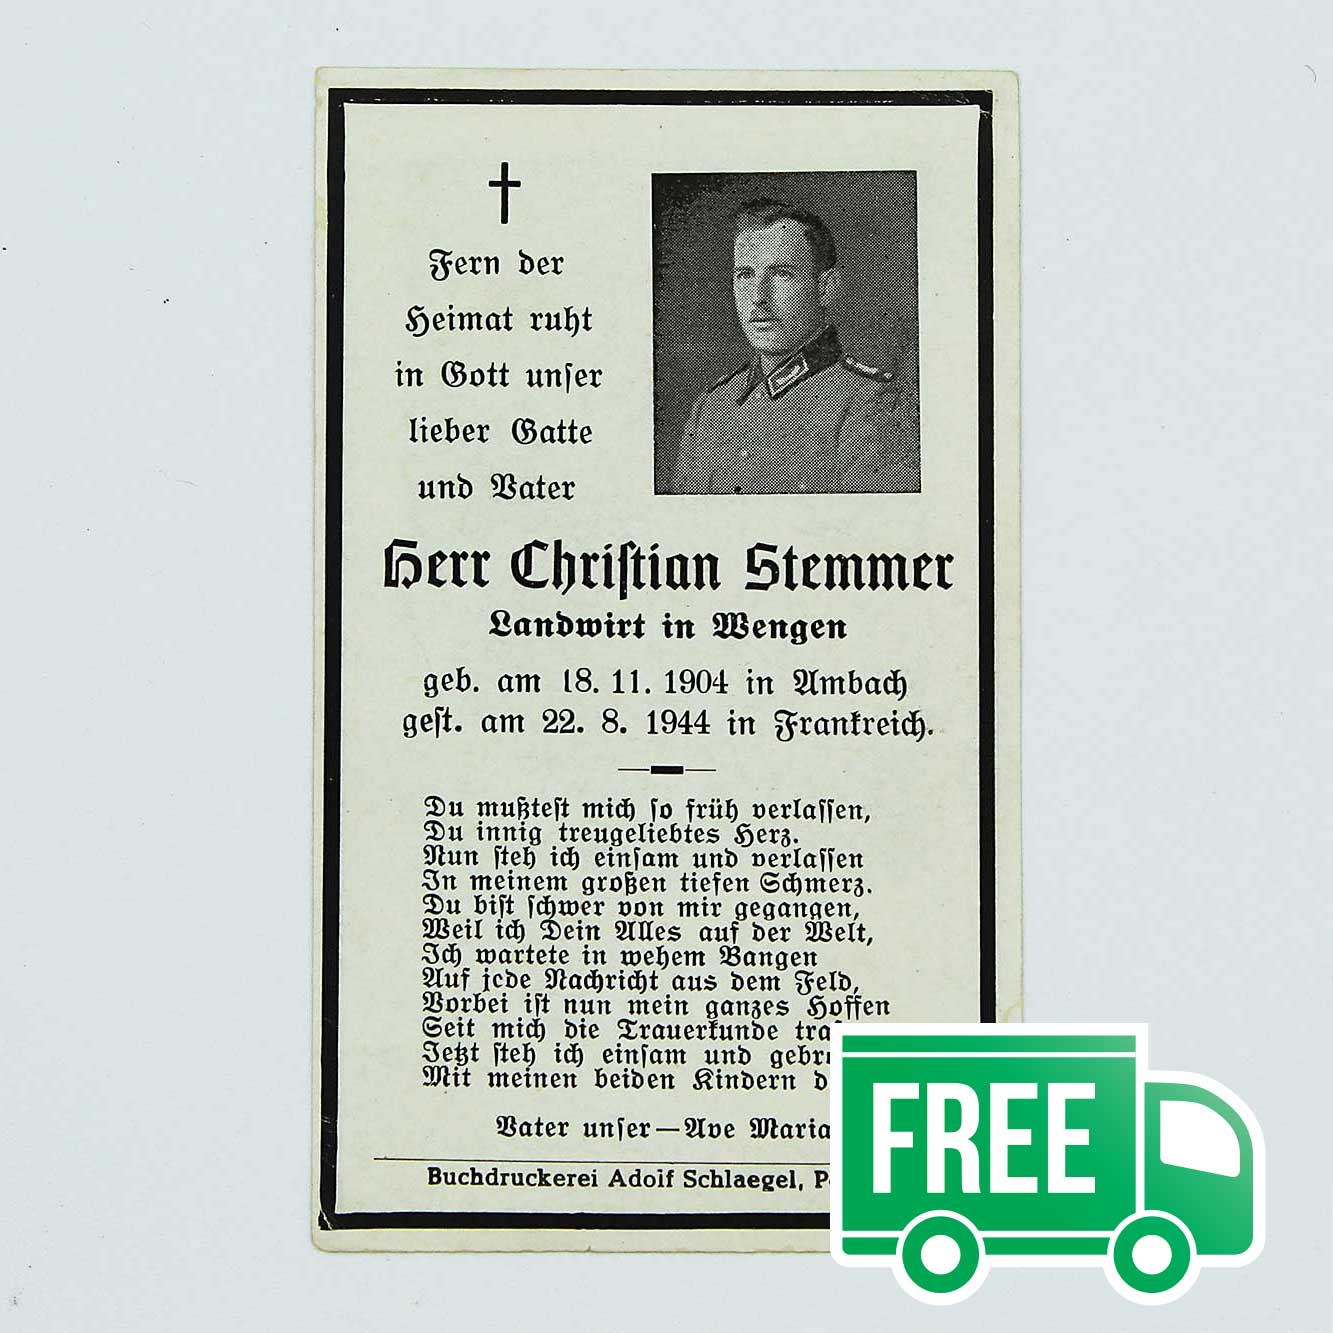 Fern der
Heimat ruht
in Gott unser
lieber Gatte
und Vater
Herr Christian Stemmer
Landwirt in Wengen
geb. am 18. 11. 1904 in Ambach
gest. am 22. 8. 1944 in Frankreich.
Du mußtest mich so früh verlassen,
Du innig treugeliebtes Herz.
Nun steh ich einsam und verlassen
In meinem großen tiefen Schmerz.
Du bist schwer von mir gegangen,
Weil ich Dein Alles auf der Welt,
Ich wartete in wehem Bangen
Auf jede Nachricht aus dem Feld,
Vorbei ist nun mein ganzes Hoffen
Seit mich die Trauerkunde
Jetzt steh ich einsam und
Mit meinen beiden Kindern
Vater unser—Ave Maria
Buchdruckerei Adolf Schlaegel,
FREE